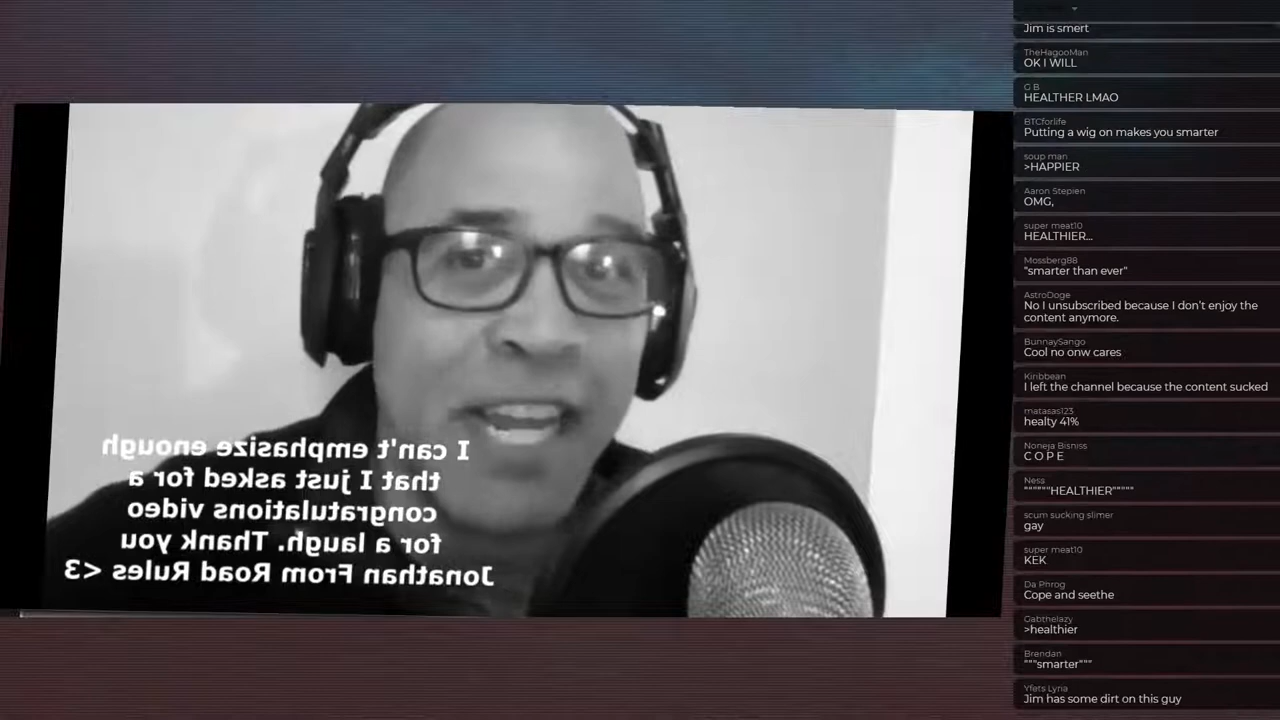 I can't emphasize enough
that I just asked for a
congratulations video
for a laugh. Thank you
Jonathan From Road Rules <3
Jim is smert
TheHagooMan
OK I WILL
G B
HEALTHER LMAO
BTCforlife
Putting a wig on makes you smarter
soup man
>HAPPIER
Aaron Stepien
OMG,
super meat10
HEALTHIER...
Mossberg88
"smarter than ever"
AstroDoge
No I unsubscribed because I don't enjoy the
content anymore.
BunnaySango
Cool no onw cares
Kiribbean
I left the channel because the content sucked
matasas123
healty 41%
Noneja Bisniss
C O P E
Ness
""""""HEALTHIER"""""
scum sucking slimer
gay
super meat10
KEK
Da Phrog
Cope and seethe
Gabthelazy
>healthier
Brendan
"""smarter"""
Yfets Lyria
Jim has some dirt on this guy